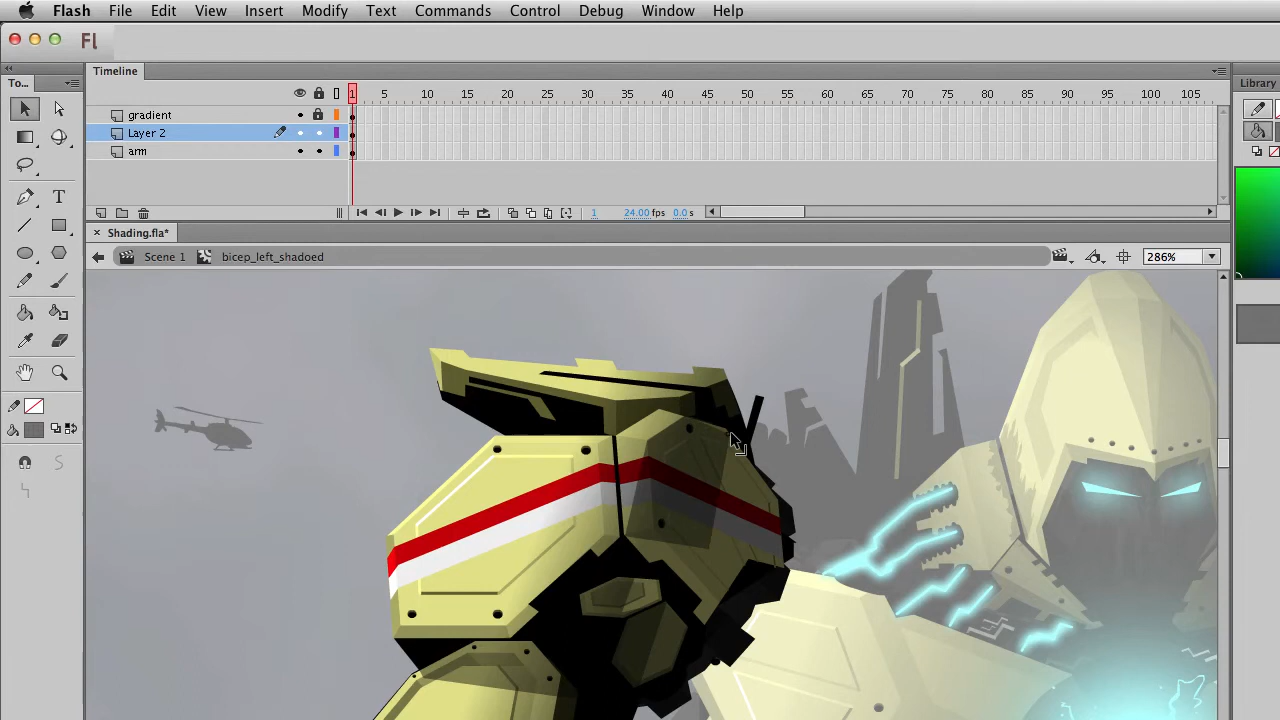 Flash File Edit View Insert Modify Text Commands Control Debug Window Help
Fl
To... Timeline Library
1 5 10 15 20 25 30 35 40 45 50 55 60 65 70 75 80 85 90 95 100 105
gradient
Layer 2
arm
1 24.00 fps 0.0 s
× Shading.fla*
Scene 1 bicep_left_shadoed 286%
T